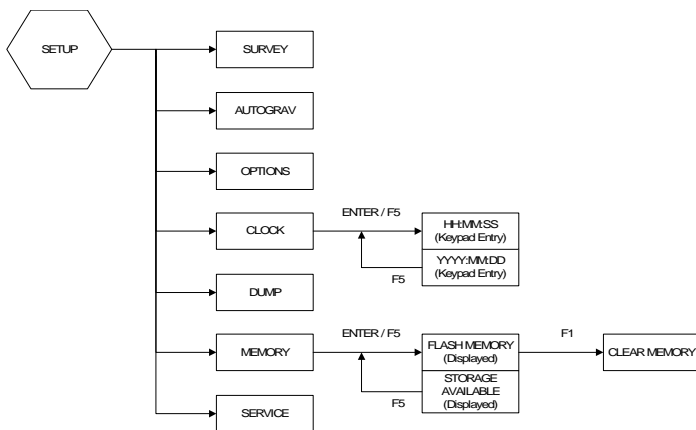 SETUP
SURVEY
AUTOGRAV
OPTIONS
CLOCK
ENTER / F5
HH:MM:SS
(Keypad Entry)
YYYY:MM:DD
(Keypad Entry)
F5
DUMP
MEMORY
ENTER / F5
FLASH MEMORY
(Displayed)
STORAGE
AVAILABLE
(Displayed)
F5
F1
CLEAR MEMORY
SERVICE